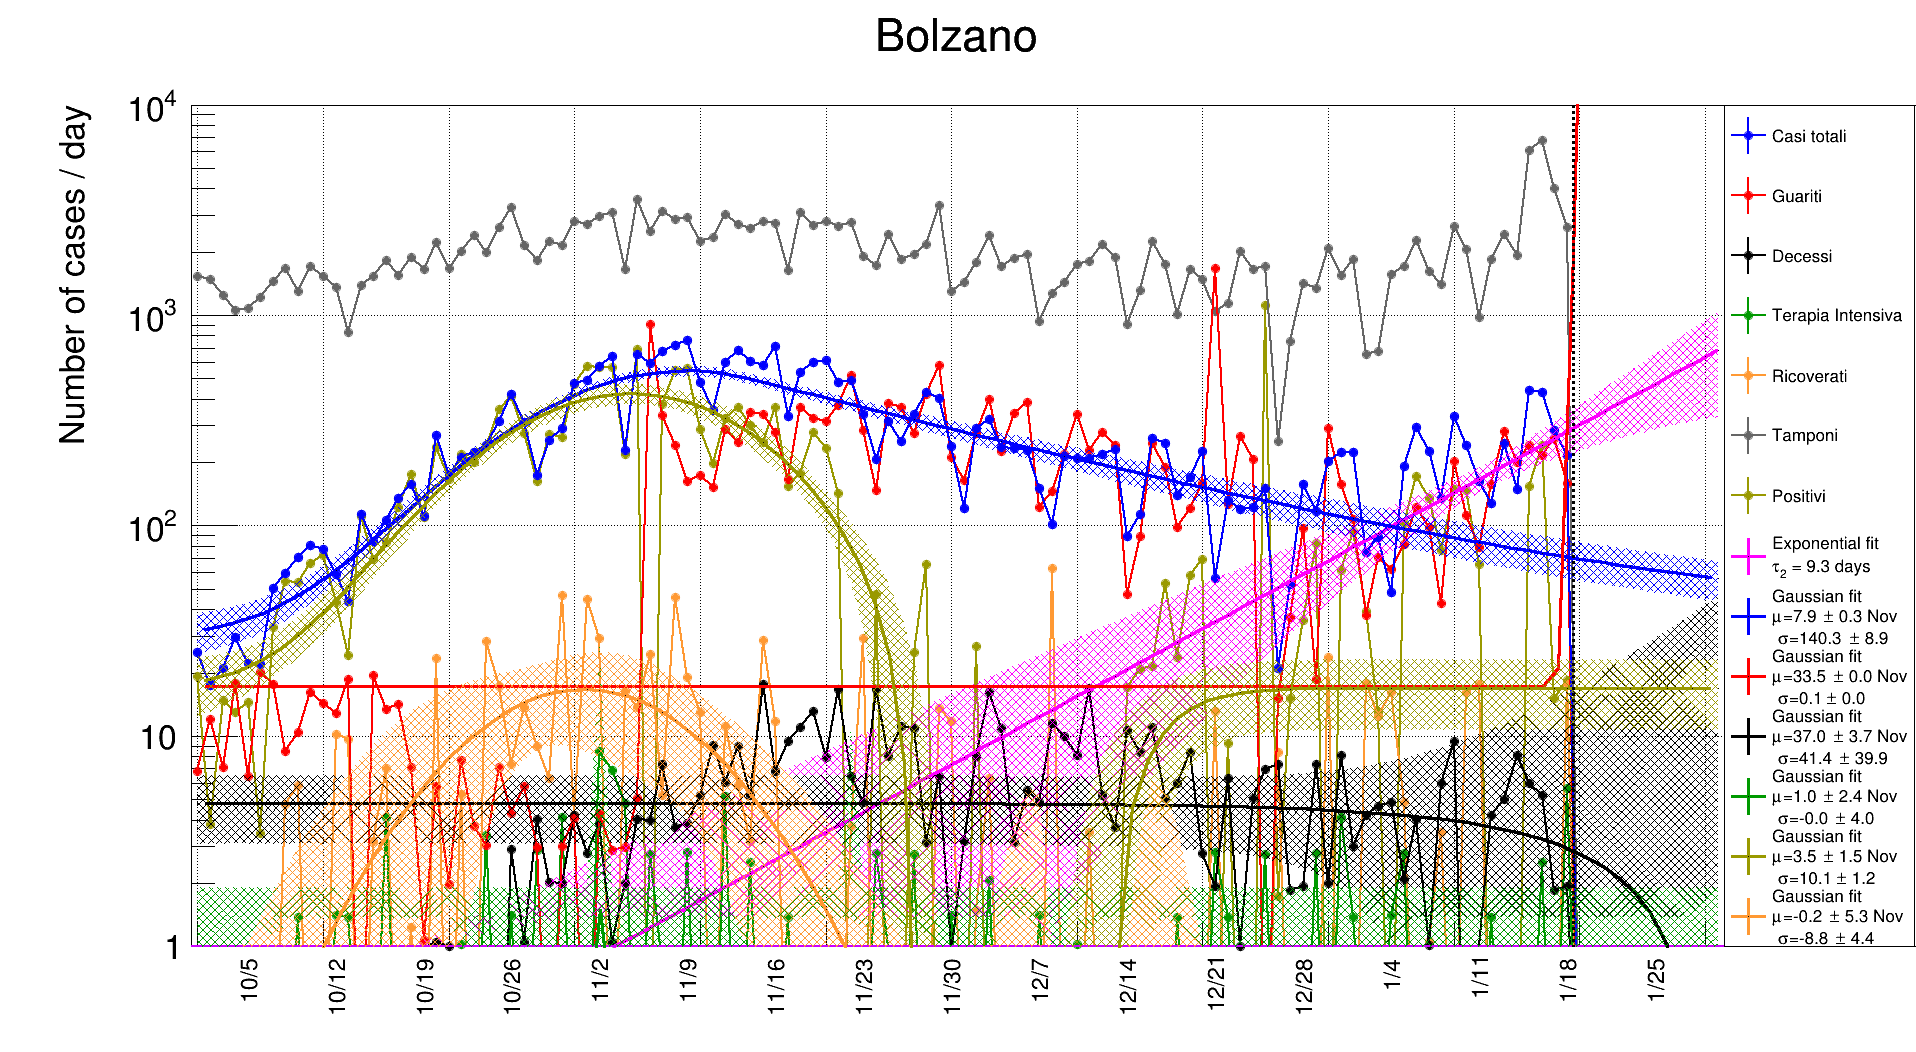 Bolzano
Number of cases / day
10⁴
10³
10²
10
1
10/5
10/12
10/19
10/26
11/2
11/9
11/16
11/23
11/30
12/7
12/14
12/21
12/28
1/4
1/11
1/18
1/25
Casi totali
Guariti
Decessi
Terapia Intensiva
Ricoverati
Tamponi
Positivi
Exponential fit
τ₂ = 9.3 days
Gaussian fit
μ=7.9 ± 0.3 Nov
σ=140.3 ± 8.9
Gaussian fit
μ=33.5 ± 0.0 Nov
σ=0.1 ± 0.0
Gaussian fit
μ=37.0 ± 3.7 Nov
σ=41.4 ± 39.9
Gaussian fit
μ=1.0 ± 2.4 Nov
σ=-0.0 ± 4.0
Gaussian fit
μ=3.5 ± 1.5 Nov
σ=10.1 ± 1.2
Gaussian fit
μ=-0.2 ± 5.3 Nov
σ=-8.8 ± 4.4